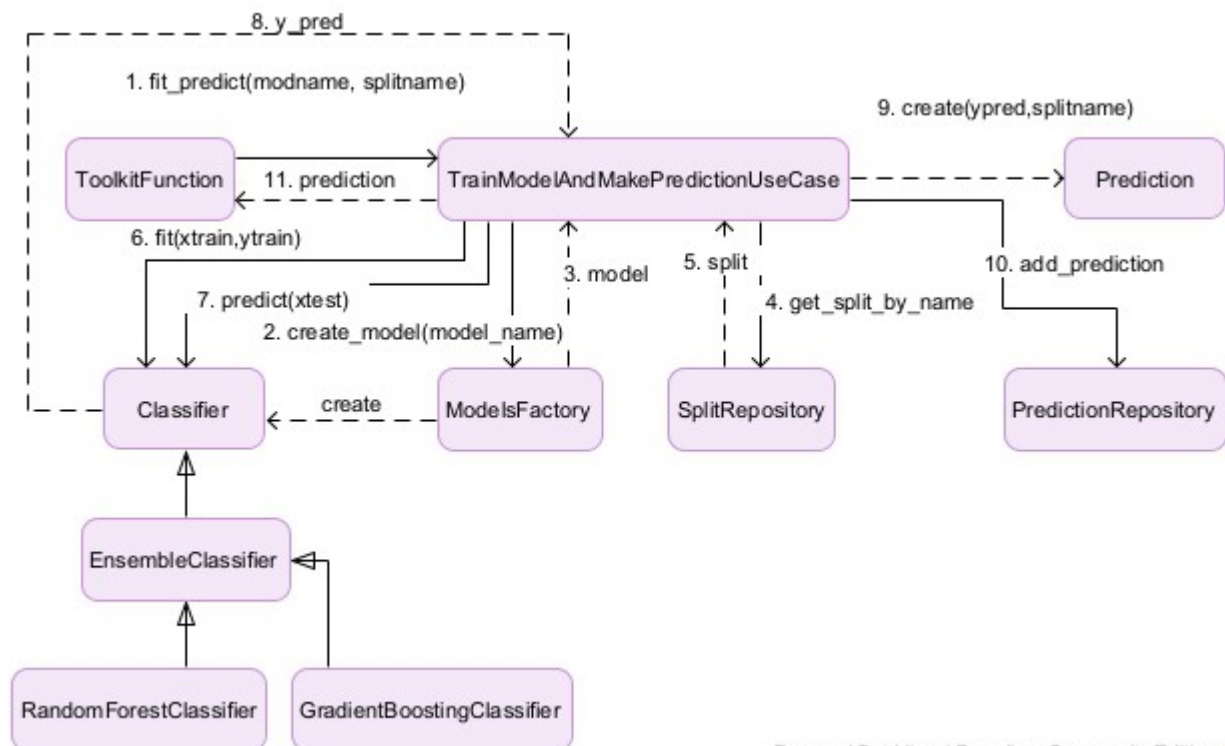 8. y_pred
1. fit_predict(modname, splitname)
9. create(ypred,splitname)
ToolkitFunction
11. prediction
TrainModelAndMakePredictionUseCase
Prediction
6. fit(xtrain,ytrain)
3. model
5. split
10. add_prediction
7. predict(xtest)
4. get_split_by_name
2. create_model(model_name)
Classifier
create
ModelsFactory
SplitRepository
PredictionRepository
EnsembleClassifier
RandomForestClassifier
GradientBoostingClassifier